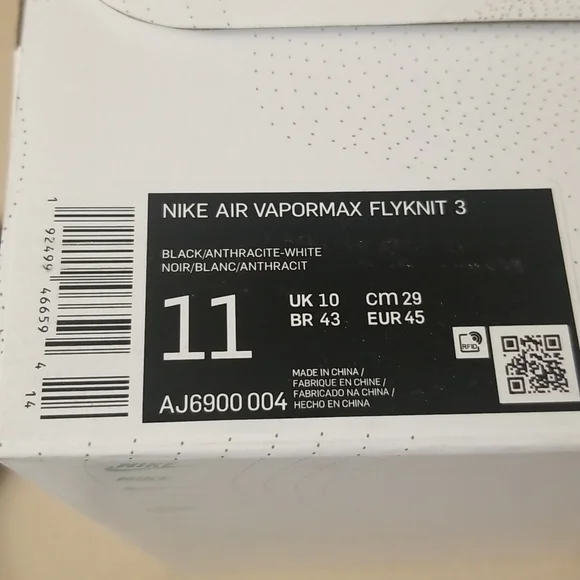 NIKE AIR VAPORMAX FLYKNIT 3
BLACK/ANTHRACITE-WHITE
NOIR/BLANC/ANTHRACIT
11
UK 10 cm 29
BR 43 EUR 45
RFID
MADE IN CHINA /
FABRIQUE EN CHINE /
FABRICADO NA CHINA /
HECHO EN CHINA
AJ6900 004
1 92499 46659 4 14
NIKE
NIKE